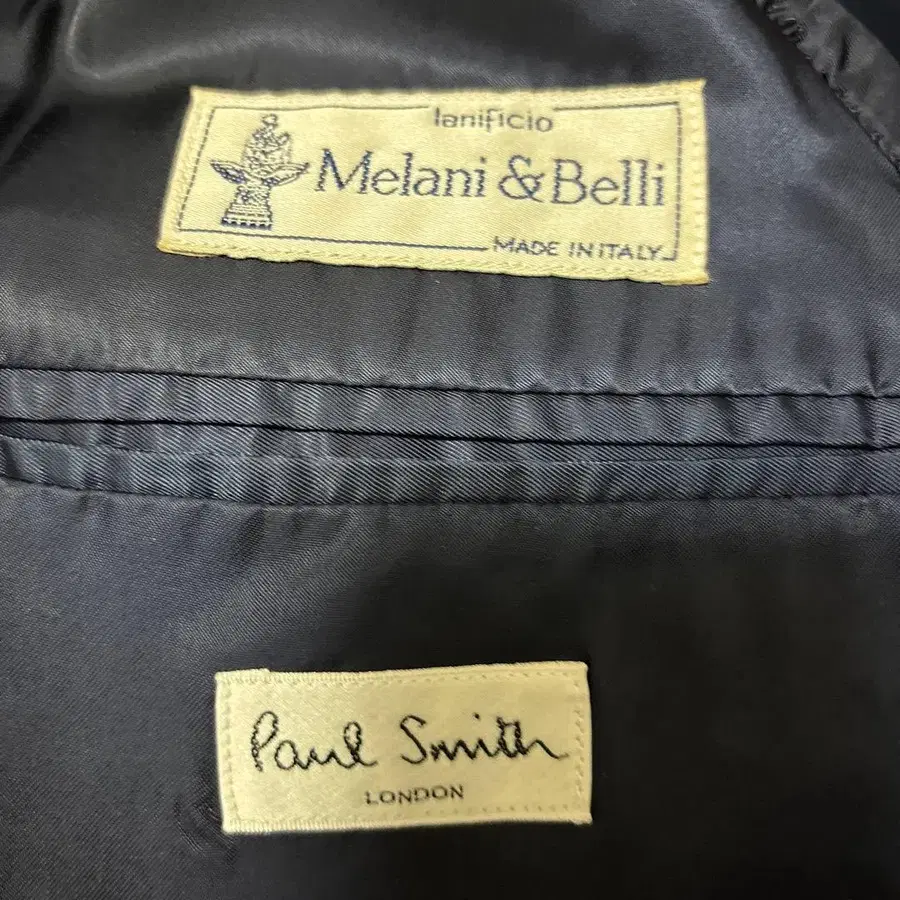 lanificio
Melani & Belli
MADE IN ITALY
Paul Smith
LONDON